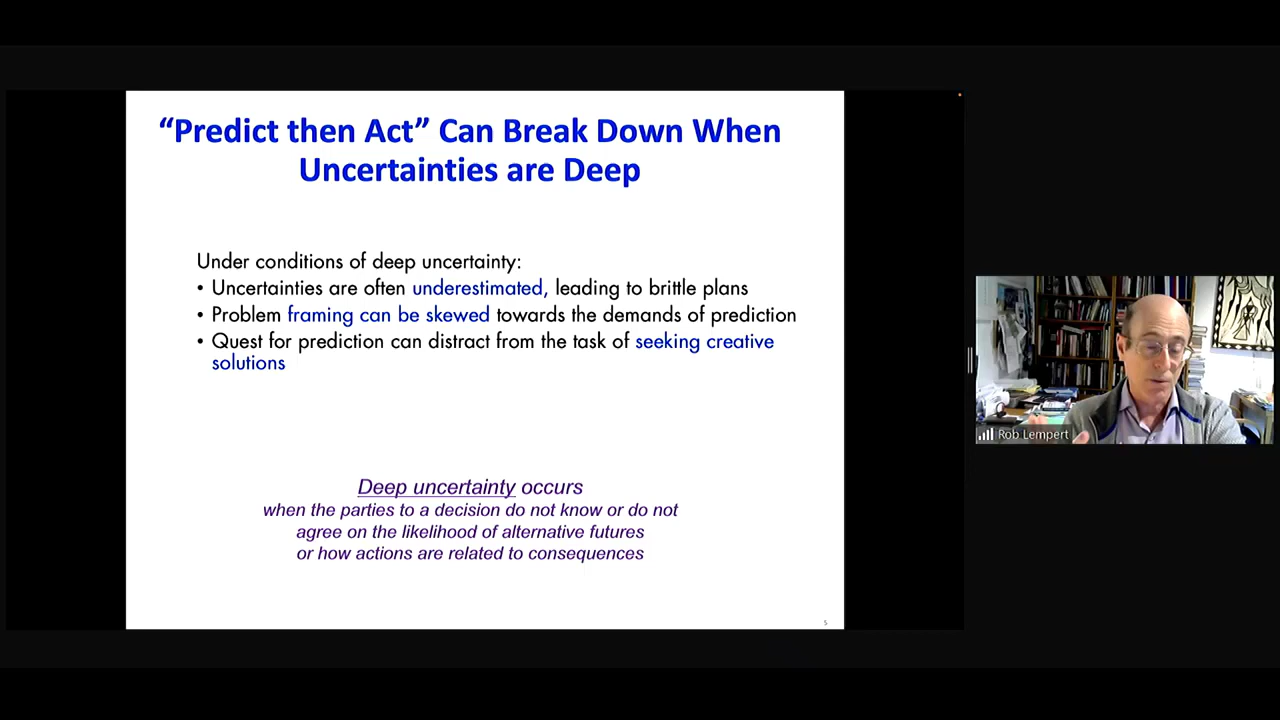 “Predict then Act” Can Break Down When
Uncertainties are Deep
Under conditions of deep uncertainty:
• Uncertainties are often underestimated, leading to brittle plans
• Problem framing can be skewed towards the demands of prediction
• Quest for prediction can distract from the task of seeking creative
solutions
Deep uncertainty occurs
when the parties to a decision do not know or do not
agree on the likelihood of alternative futures
or how actions are related to consequences
5
Rob Lempert